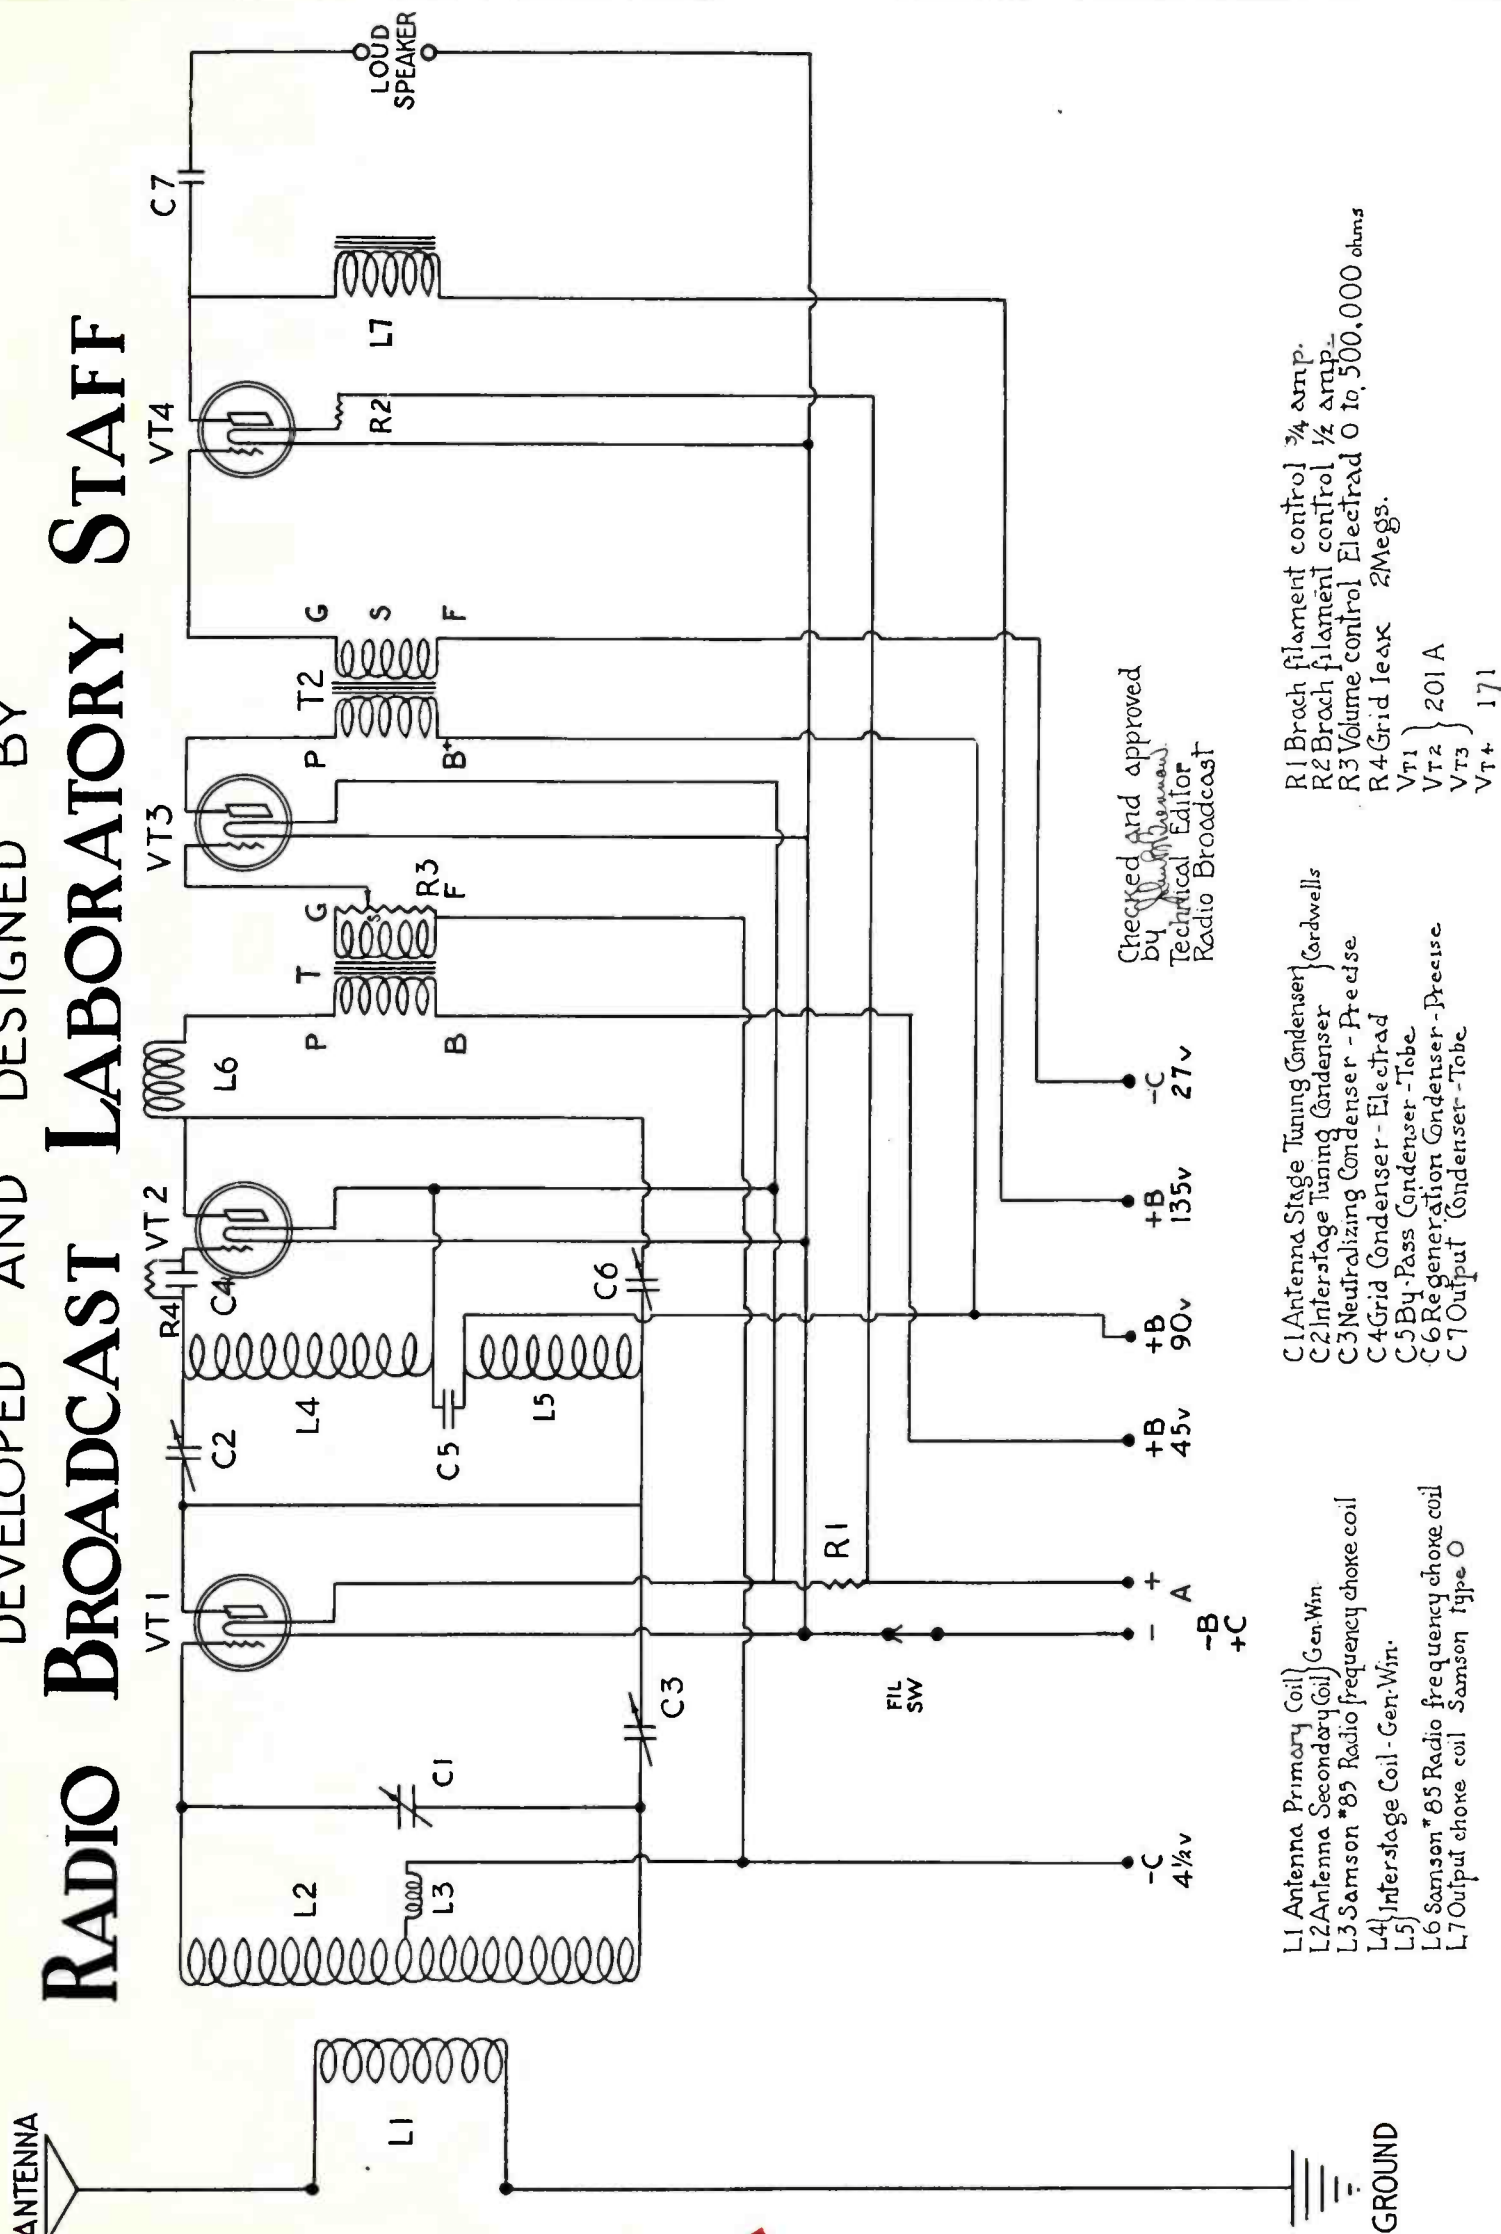 DEVELOPED AND DESIGNED BY
RADIO BROADCAST LABORATORY STAFF
ANTENNA
L1
GROUND
L2
L3
C1
C3
-C
4½v
VT1
FIL
SW
-
+
A
-B
+C
R1
C2
L4
C5
L5
R4
C4
VT2
C6
+B
45v
+B
90v
+B
135v
-C
27v
L6
P
T
G
B
S
R3
F
VT3
P
T2
G
S
B+
F
VT4
R2
L7
C7
LOUD
SPEAKER
Checked and approved
by
Technical Editor
Radio Broadcast
L1 Antenna Primary Coil
L2 Antenna Secondary Coil } Gen-Win
L3 Samson #85 Radio frequency choke coil
L4
L5 } Interstage Coil - Gen-Win.
L6 Samson #85 Radio frequency choke coil
L7 Output choke coil Samson type O
C1 Antenna Stage Tuning Condenser
C2 Interstage Tuning Condenser } Cardwells
C3 Neutralizing Condenser - Precise
C4 Grid Condenser - Electrad
C5 By-Pass Condenser - Tobe
C6 Regeneration Condenser - Precise
C7 Output Condenser - Tobe
R1 Brach filament control ¾ amp.
R2 Brach filament control ½ amp.
R3 Volume control Electrad 0 to 500,000 ohms
R4 Grid leak 2 Megs.
VT1
VT2 } 201 A
VT3
VT4 171